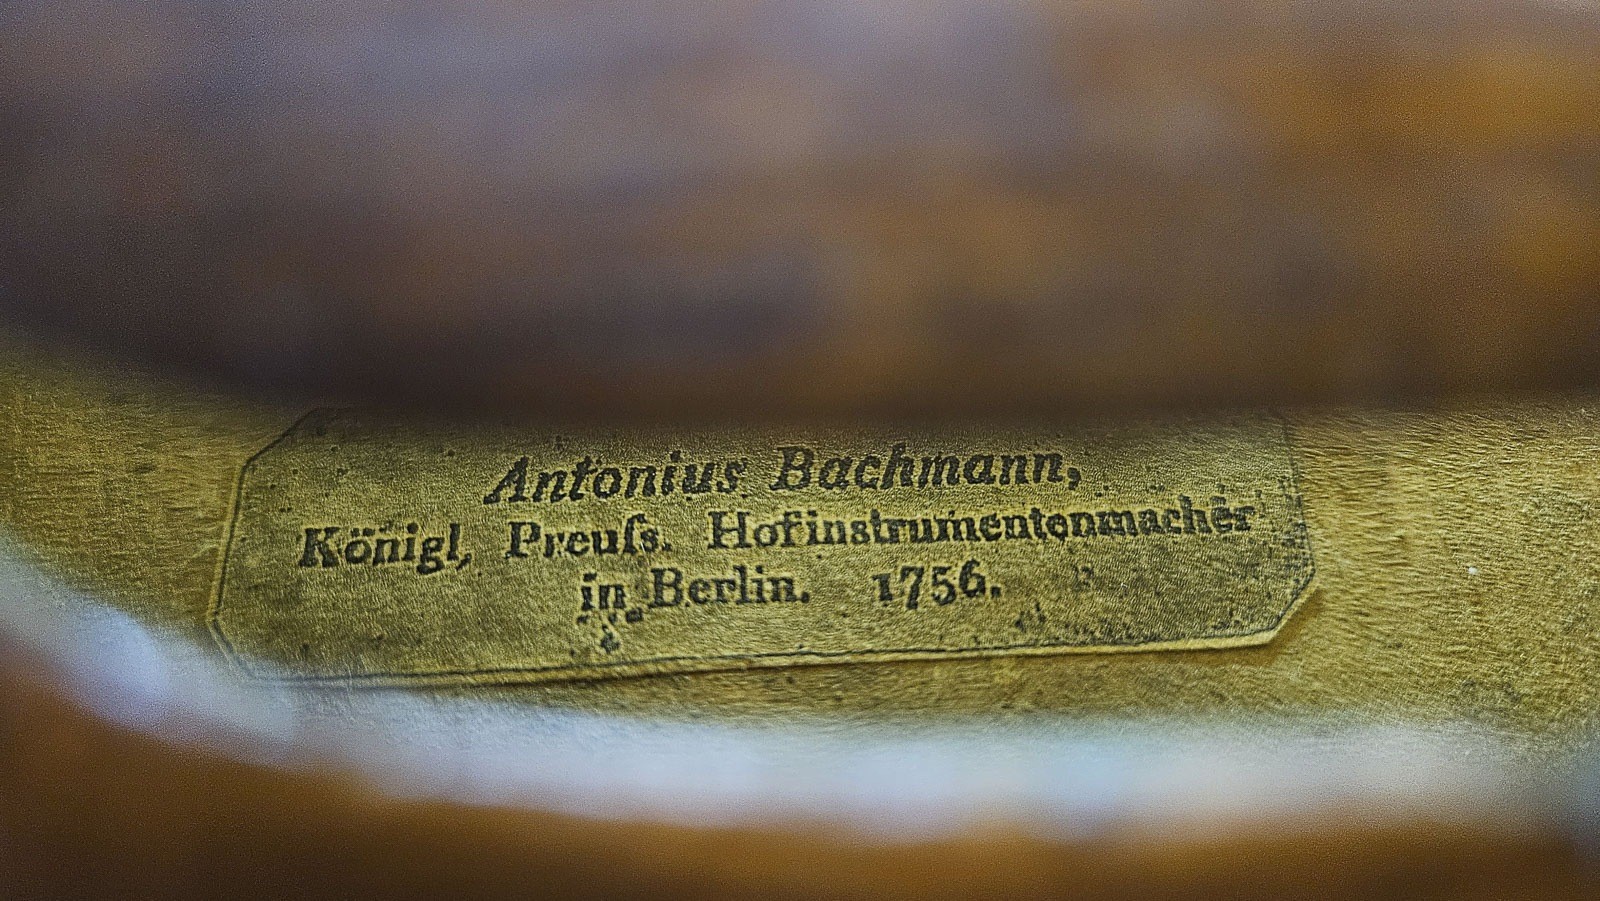 Antonius Bachmann,
Königl, Preuſs. Hofinstrumentenmacher
in Berlin. 1756.